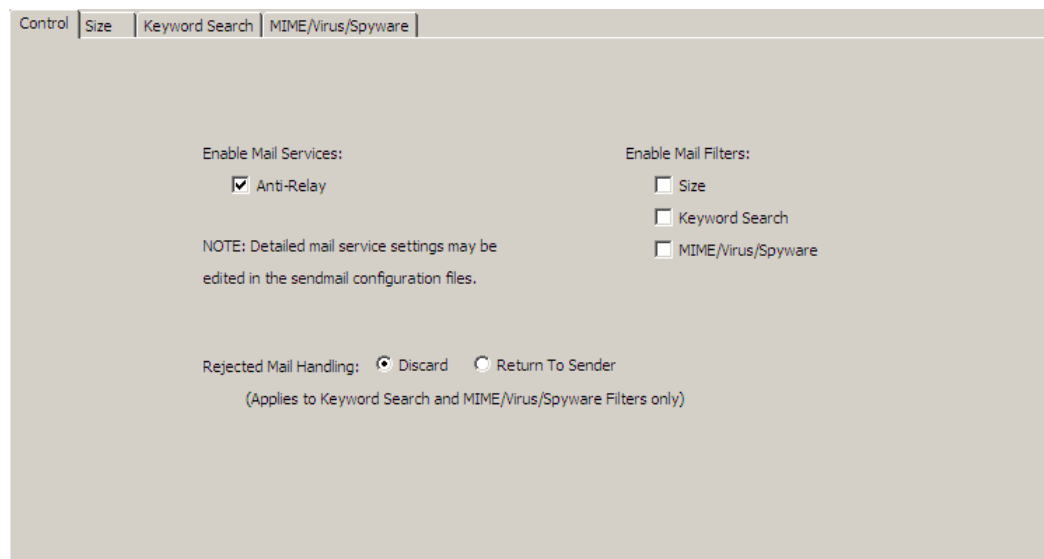 Control Size Keyword Search MIME/Virus/Spyware
Enable Mail Services:
Anti-Relay
NOTE: Detailed mail service settings may be
edited in the sendmail configuration files.
Enable Mail Filters:
Size
Keyword Search
MIME/Virus/Spyware
Rejected Mail Handling: Discard Return To Sender
(Applies to Keyword Search and MIME/Virus/Spyware Filters only)